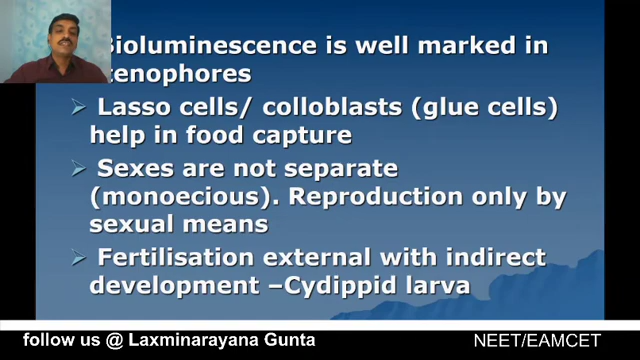 Bioluminescence is well marked in
tenophores
➢ Lasso cells/ colloblasts (glue cells)
help in food capture
➢ Sexes are not separate
(monoecious). Reproduction only by
sexual means
➢ Fertilisation external with indirect
development –Cydippid larva
follow us @ Laxminarayana Gunta
NEET/EAMCET